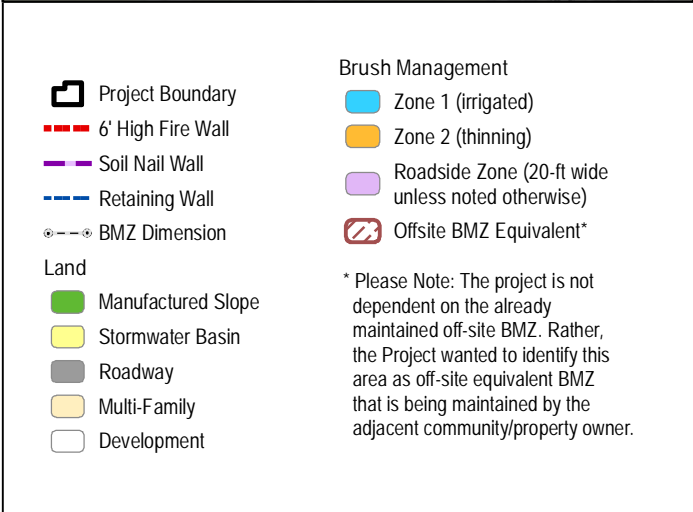 Project Boundary
6' High Fire Wall
Soil Nail Wall
Retaining Wall
BMZ Dimension
Land
Manufactured Slope
Stormwater Basin
Roadway
Multi-Family
Development
Brush Management
Zone 1 (irrigated)
Zone 2 (thinning)
Roadside Zone (20-ft wide
unless noted otherwise)
Offsite BMZ Equivalent*
* Please Note: The project is not
dependent on the already
maintained off-site BMZ. Rather,
the Project wanted to identify this
area as off-site equivalent BMZ
that is being maintained by the
adjacent community/property owner.